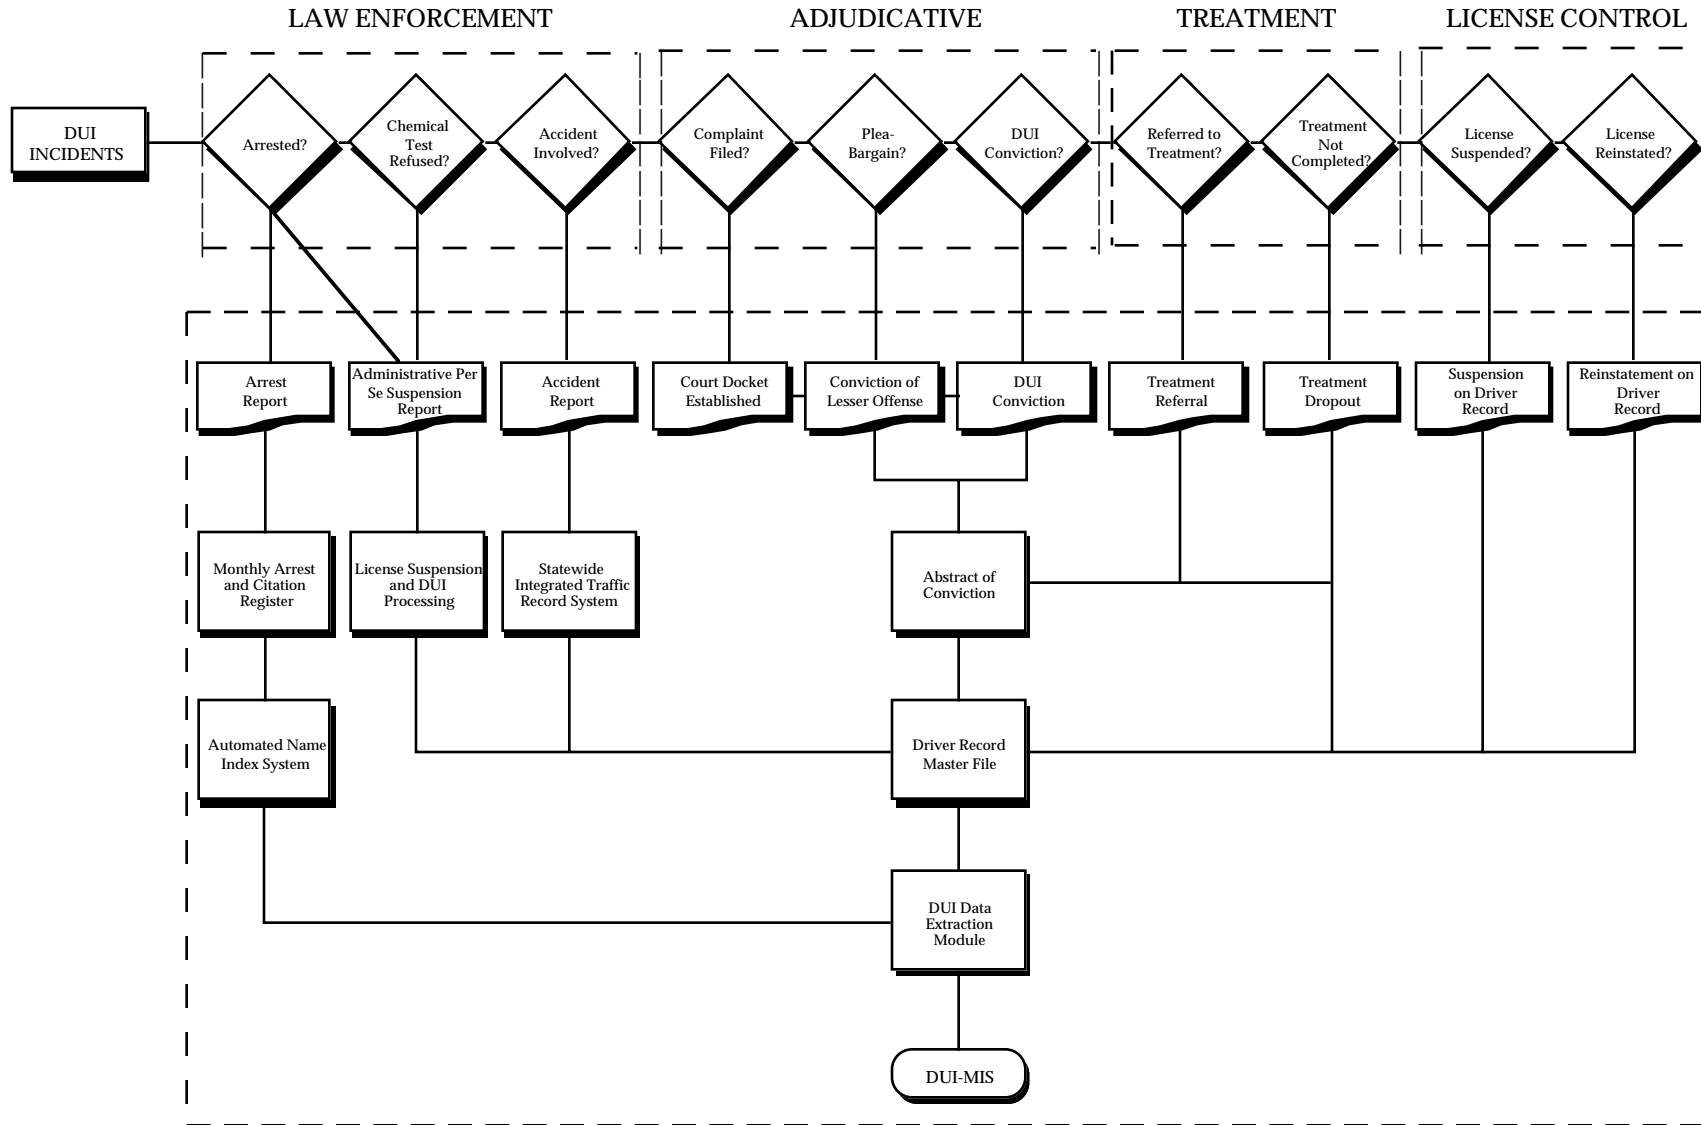 LAW ENFORCEMENT
ADJUDICATIVE
TREATMENT
LICENSE CONTROL
DUI
INCIDENTS
Arrested?
Chemical
Test
Refused?
Accident
Involved?
Complaint
Filed?
Plea-
Bargain?
DUI
Conviction?
Referred to
Treatment?
Treatment
Not
Completed?
License
Suspended?
License
Reinstated?
Arrest
Report
Administrative Per
Se Suspension
Report
Accident
Report
Court Docket
Established
Conviction of
Lesser Offense
DUI
Conviction
Treatment
Referral
Treatment
Dropout
Suspension
on Driver
Record
Reinstatement on
Driver
Record
Monthly Arrest
and Citation
Register
License Suspension
and DUI
Processing
Statewide
Integrated Traffic
Record System
Abstract of
Conviction
Automated Name
Index System
Driver Record
Master File
DUI Data
Extraction
Module
DUI-MIS